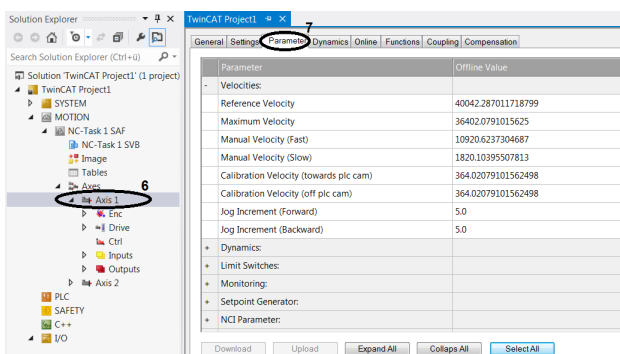 Solution Explorer
TwinCAT Project1
7
General Settings Parameter Dynamics Online Functions Coupling Compensation
Search Solution Explorer (Ctrl+ü)
Solution 'TwinCAT Project1' (1 project)
TwinCAT Project1
SYSTEM
MOTION
NC-Task 1 SAF
NC-Task 1 SVB
Image
Tables
Axes
6
Axis 1
Enc
Drive
Ctrl
Inputs
Outputs
Axis 2
PLC
SAFETY
C++
I/O
Parameter Offline Value
- Velocities:
Reference Velocity 40042.287011718799
Maximum Velocity 36402.0791015625
Manual Velocity (Fast) 10920.6237304687
Manual Velocity (Slow) 1820.10395507813
Calibration Velocity (towards plc cam) 364.02079101562498
Calibration Velocity (off plc cam) 364.02079101562498
Jog Increment (Forward) 5.0
Jog Increment (Backward) 5.0
+ Dynamics:
+ Limit Switches:
+ Monitoring:
+ Setpoint Generator:
+ NCI Parameter:
Download Upload Expand All Collaps All Select All